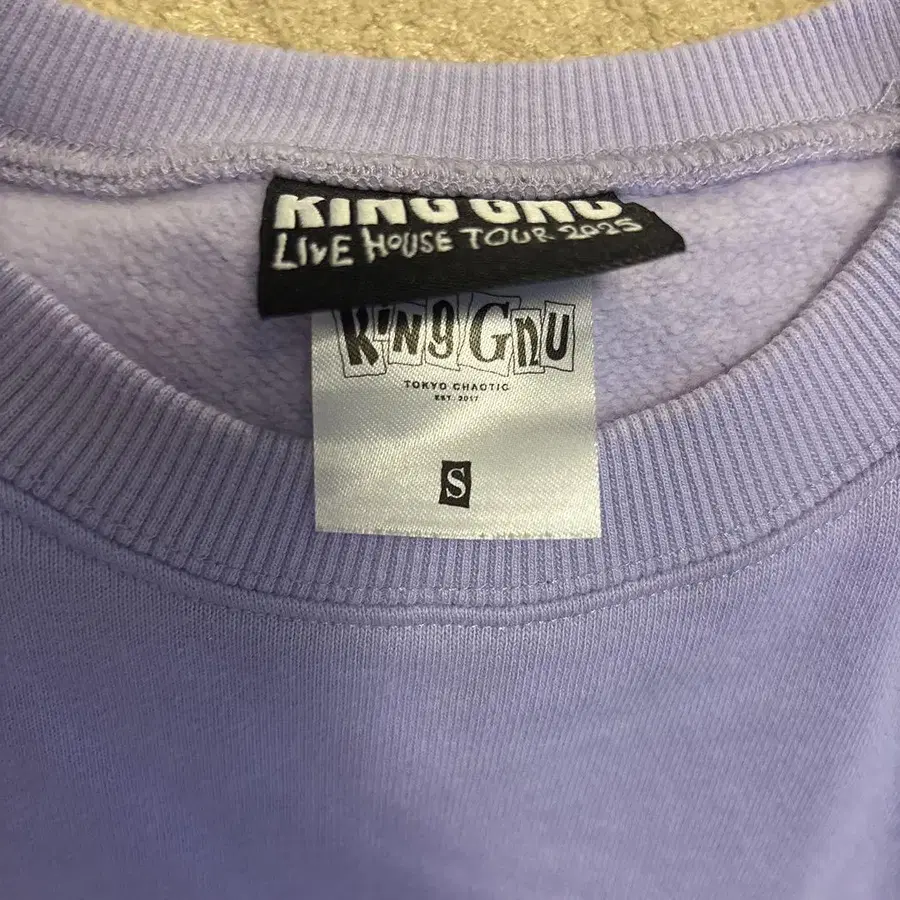 KING GNU
LIVE HOUSE TOUR 2025
KiNg GnU
TOKYO CHAOTIC
EST. 2017
S